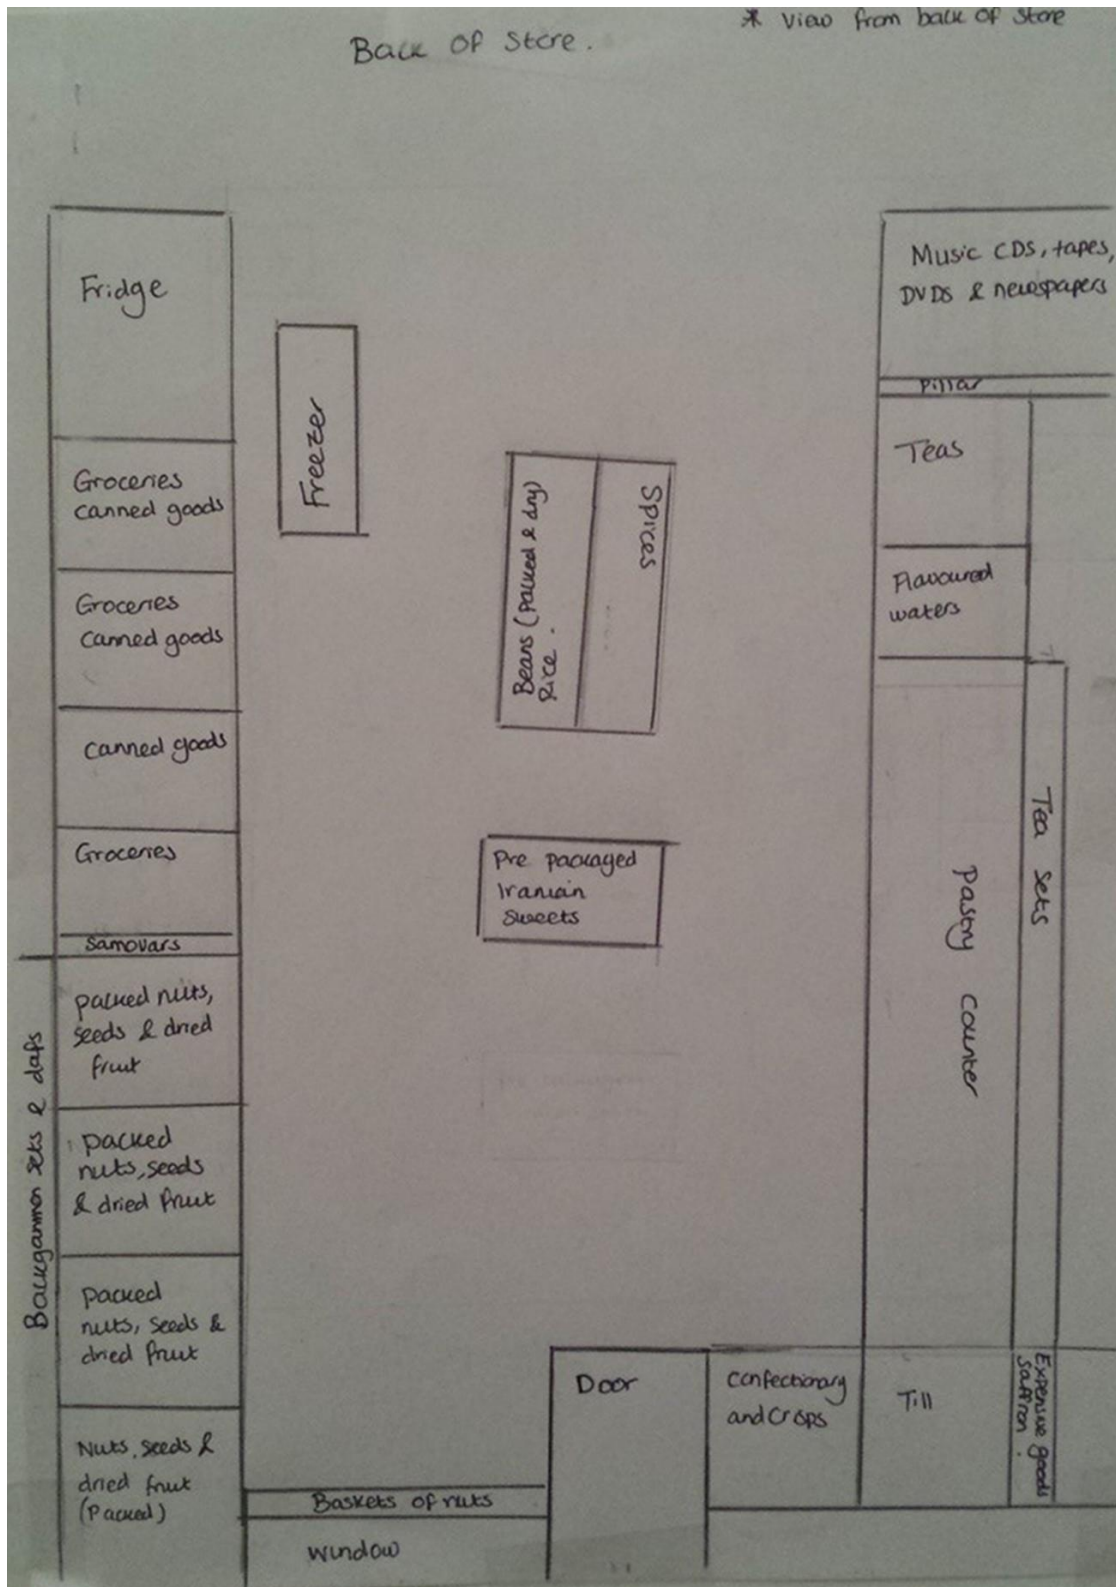 * View from back of store
Back of Store.
Fridge
Freezer
Groceries
canned goods
Groceries
canned goods
canned goods
Groceries
Samovars
packed nuts,
seeds & dried
fruit
packed
nuts, seeds
& dried fruit
packed
nuts, seeds &
dried fruit
Nuts, seeds &
dried fruit
(Packed)
Backgammon sets & dafs
Beans (packed & dry)
Rice.
Spices
Pre packaged
Iranian
sweets
Music CDs, tapes,
DVDs & newspapers
Pillar
Teas
Flavoured
waters
Tea sets
Pastry counter
Door
Confectionary
and Crops
Till
Expensive goods
saffron.
Baskets of nuts
window